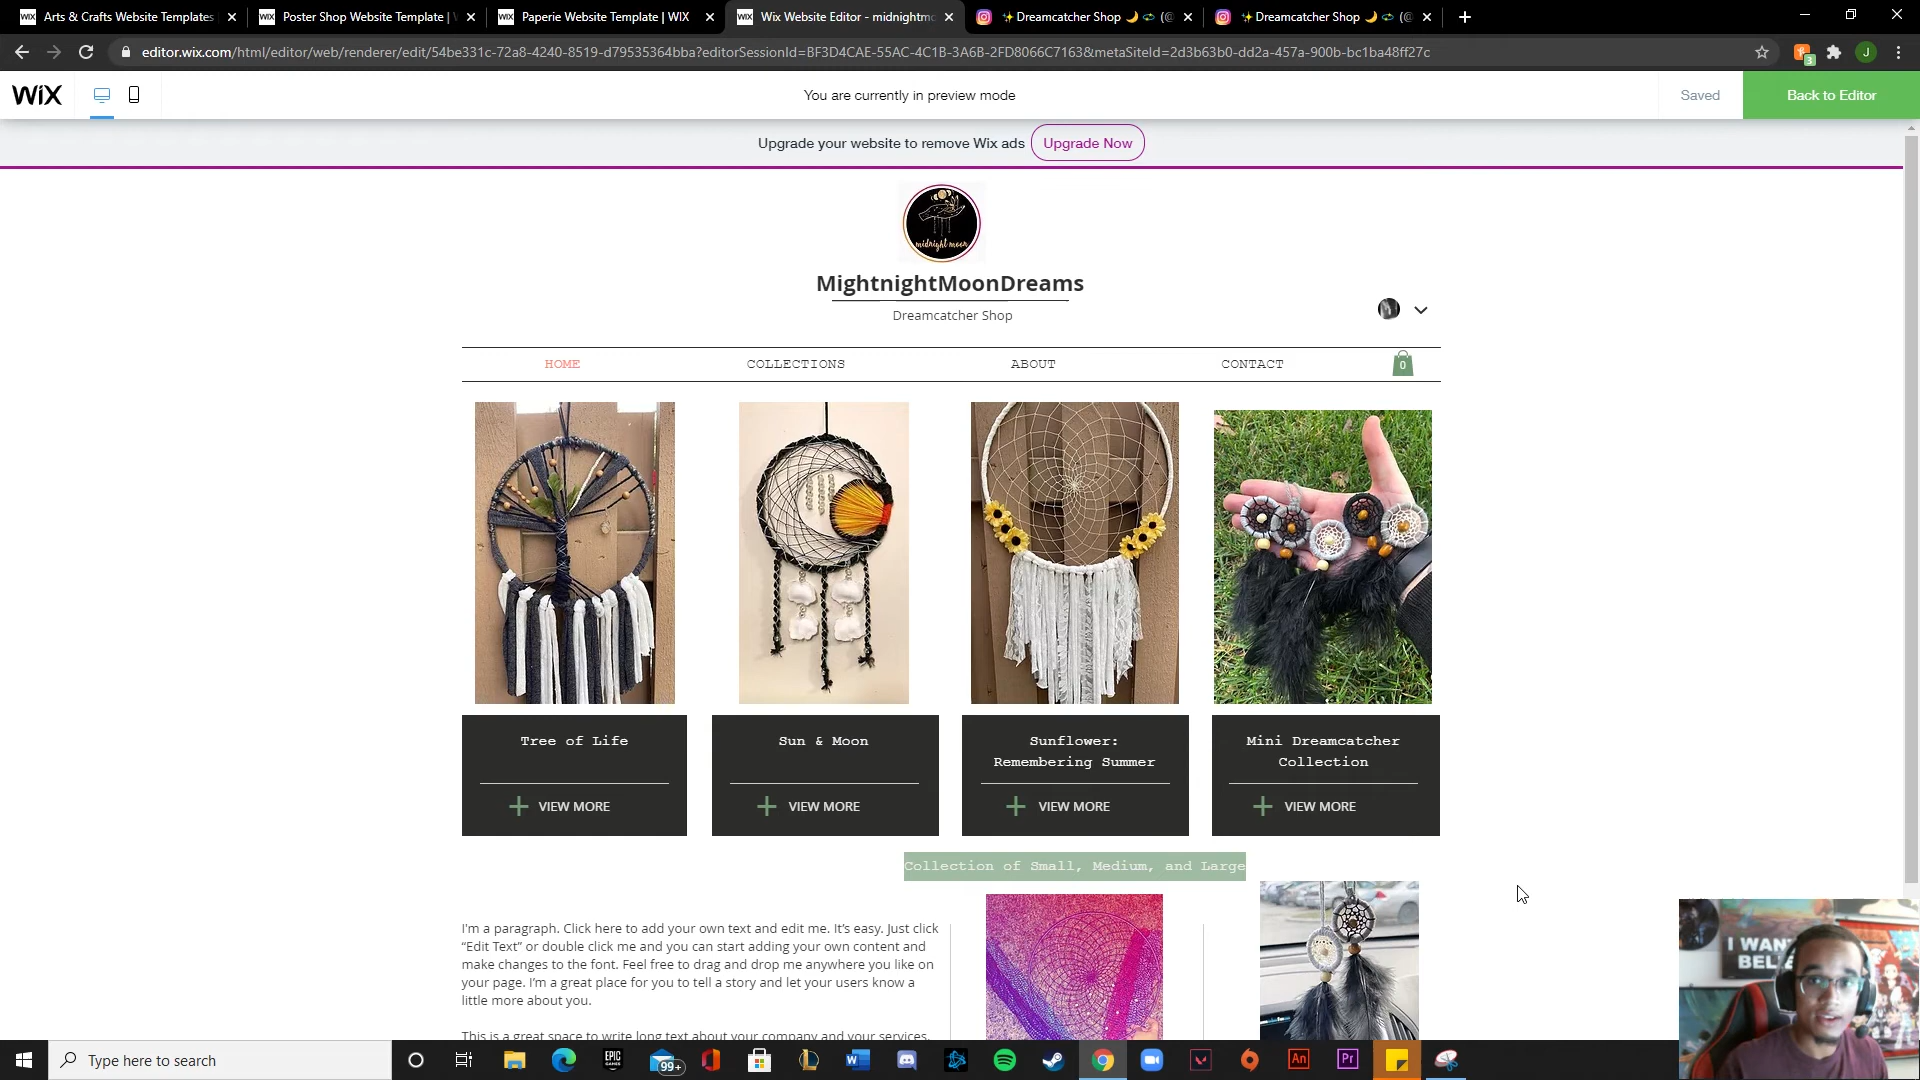 Arts & Crafts Website Templates
Poster Shop Website Template |
Paperie Website Template | WIX
Wix Website Editor - midnightmo
✨Dreamcatcher Shop 🌙🪬 (@
✨Dreamcatcher Shop 🌙🪬 (@
editor.wix.com/html/editor/web/renderer/edit/54be331c-72a8-4240-8519-d79535364bba?editorSessionId=BF3D4CAE-55AC-4C1B-3A6B-2FD8066C7163&metaSiteId=2d3b63b0-dd2a-457a-900b-bc1ba48ff27c
3
J
WiX
You are currently in preview mode
Saved
Back to Editor
Upgrade your website to remove Wix ads
Upgrade Now
midnight moon
MightnightMoonDreams
Dreamcatcher Shop
HOME
COLLECTIONS
ABOUT
CONTACT
0
Tree of Life
VIEW MORE
Sun & Moon
VIEW MORE
Sunflower:
Remembering Summer
VIEW MORE
Mini Dreamcatcher
Collection
VIEW MORE
Collection of Small, Medium, and Large
I'm a paragraph. Click here to add your own text and edit me. It's easy. Just click
“Edit Text” or double click me and you can start adding your own content and
make changes to the font. Feel free to drag and drop me anywhere you like on
your page. I'm a great place for you to tell a story and let your users know a
little more about you.
This is a great space to write long text about your company and your services.
I WANT
BELIE
Type here to search
EPIC
GAMES
99+
W
An
Pr